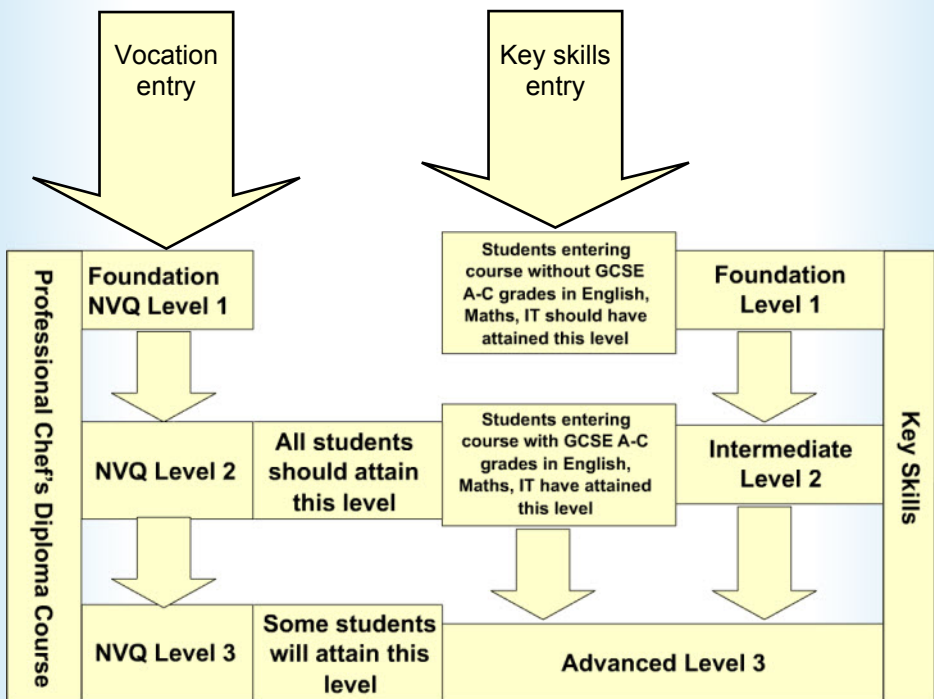 Vocation
entry
Key skills
entry
Professional Chef's Diploma Course
Foundation
NVQ Level 1
Students entering
course without GCSE
A-C grades in English,
Maths, IT should have
attained this level
Foundation
Level 1
Key Skills
NVQ Level 2
All students
should attain
this level
Students entering
course with GCSE A-C
grades in English,
Maths, IT have attained
this level
Intermediate
Level 2
NVQ Level 3
Some students
will attain this
level
Advanced Level 3